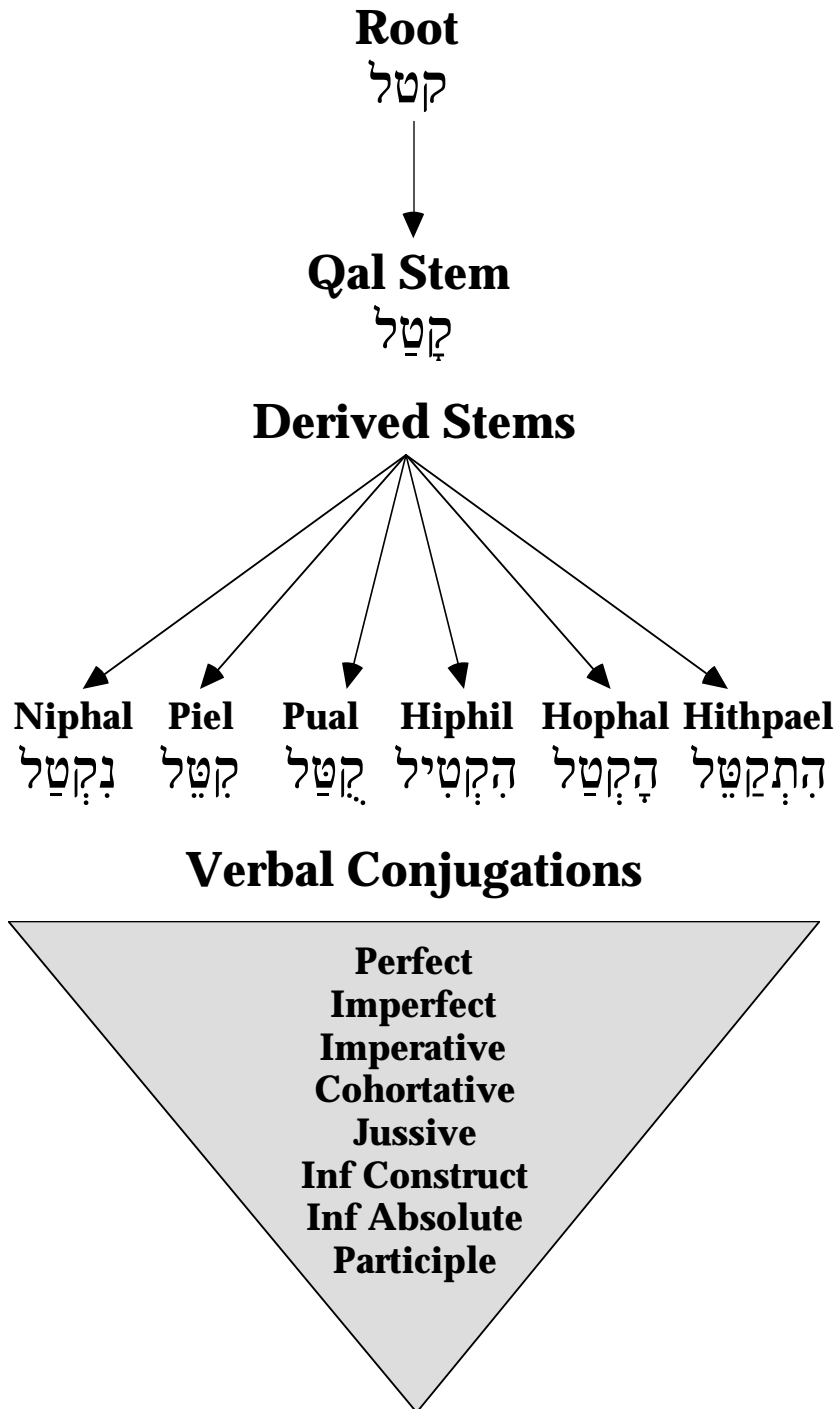 Root
קטל
Qal Stem
קָטַל
Derived Stems
Niphal Piel Pual Hiphil Hophal Hithpael
נִקְטַל קִטֵּל קֻטַּל הִקְטִיל הָקְטַל הִתְקַטֵּל
Verbal Conjugations
Perfect
Imperfect
Imperative
Cohortative
Jussive
Inf Construct
Inf Absolute
Participle